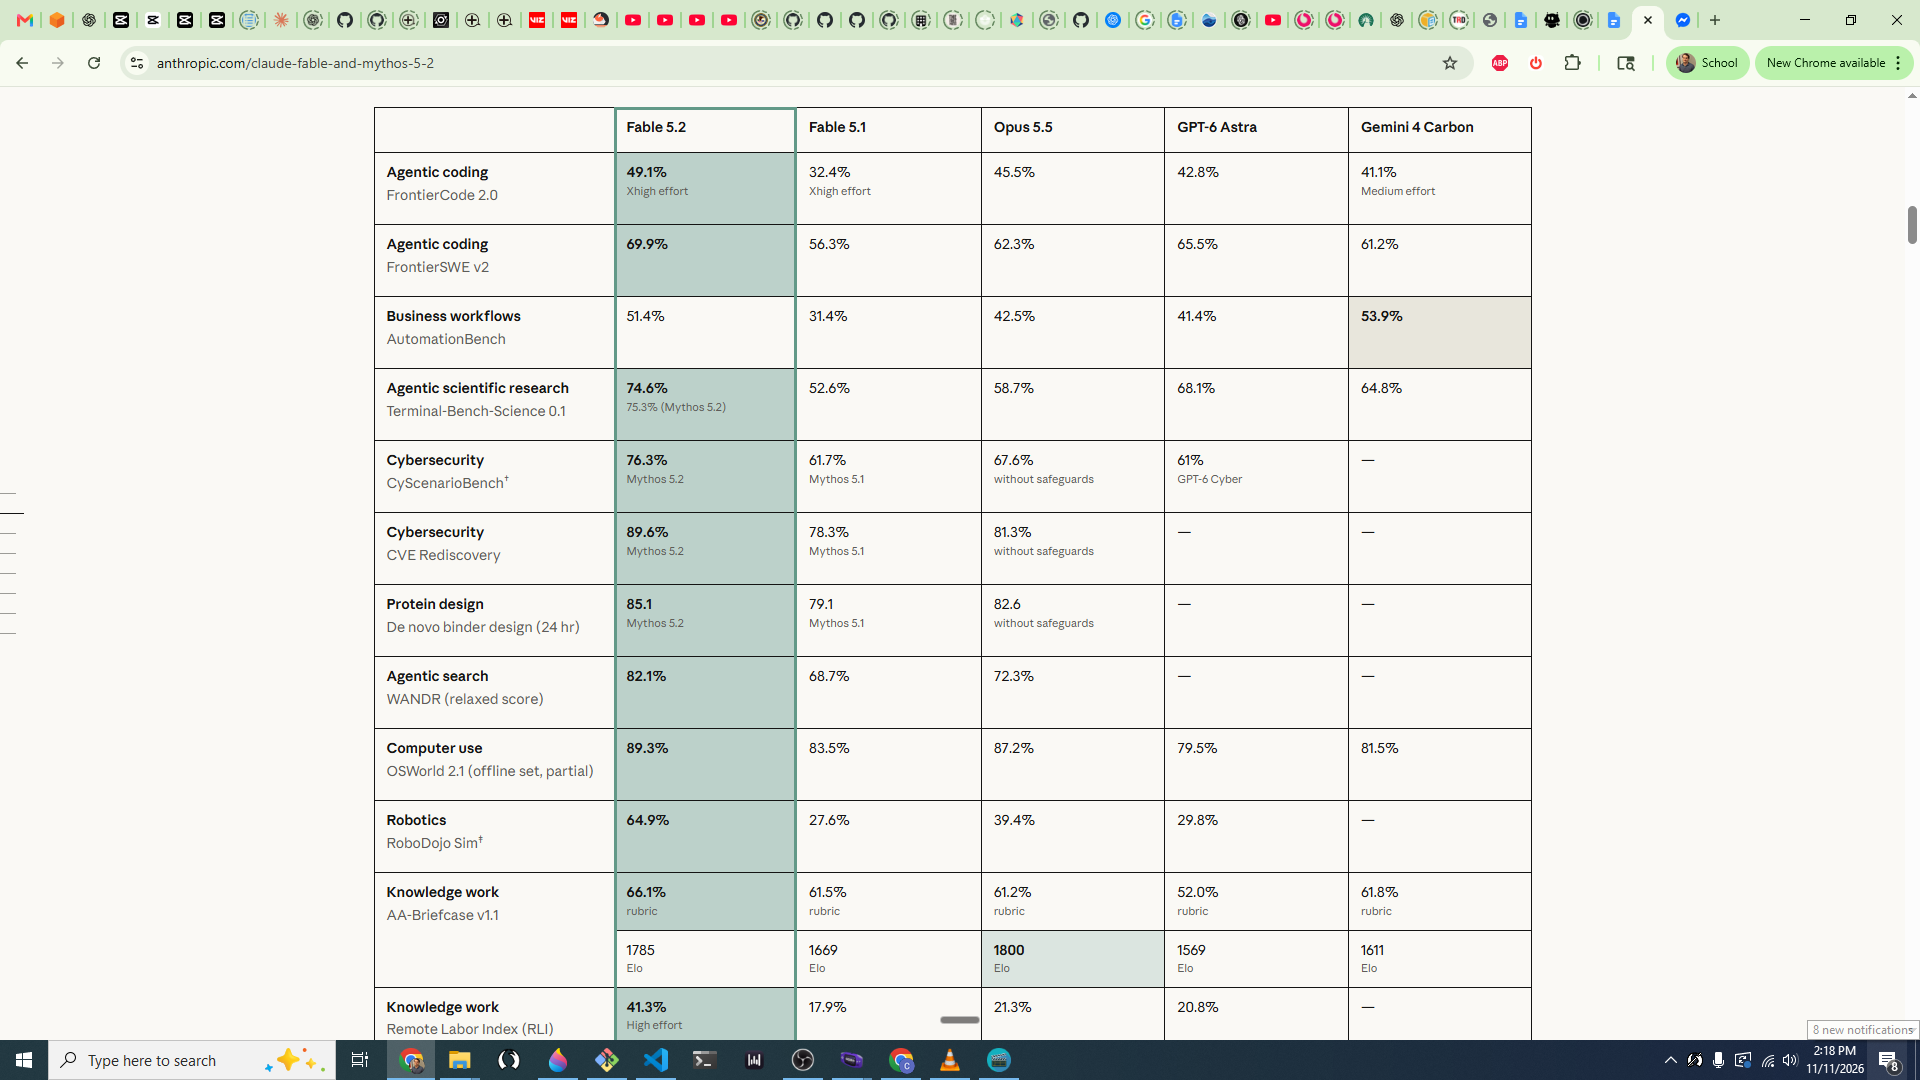 anthropic.com/claude-fable-and-mythos-5-2
ABP
School
New Chrome available
Fable 5.2
Fable 5.1
Opus 5.5
GPT-6 Astra
Gemini 4 Carbon
Agentic coding
FrontierCode 2.0
49.1%
Xhigh effort
32.4%
Xhigh effort
45.5%
42.8%
41.1%
Medium effort
Agentic coding
FrontierSWE v2
69.9%
56.3%
62.3%
65.5%
61.2%
Business workflows
AutomationBench
51.4%
31.4%
42.5%
41.4%
53.9%
Agentic scientific research
Terminal-Bench-Science 0.1
74.6%
75.3% (Mythos 5.2)
52.6%
58.7%
68.1%
64.8%
Cybersecurity
CyScenarioBench†
76.3%
Mythos 5.2
61.7%
Mythos 5.1
67.6%
without safeguards
61%
GPT-6 Cyber
—
Cybersecurity
CVE Rediscovery
89.6%
Mythos 5.2
78.3%
Mythos 5.1
81.3%
without safeguards
—
—
Protein design
De novo binder design (24 hr)
85.1
Mythos 5.2
79.1
Mythos 5.1
82.6
without safeguards
—
—
Agentic search
WANDR (relaxed score)
82.1%
68.7%
72.3%
—
—
Computer use
OSWorld 2.1 (offline set, partial)
89.3%
83.5%
87.2%
79.5%
81.5%
Robotics
RoboDojo Sim‡
64.9%
27.6%
39.4%
29.8%
—
Knowledge work
AA-Briefcase v1.1
66.1%
rubric
61.5%
rubric
61.2%
rubric
52.0%
rubric
61.8%
rubric
1785
Elo
1669
Elo
1800
Elo
1569
Elo
1611
Elo
Knowledge work
Remote Labor Index (RLI)
41.3%
High effort
17.9%
21.3%
20.8%
—
8 new notifications
Type here to search
2:18 PM
11/11/2026
8